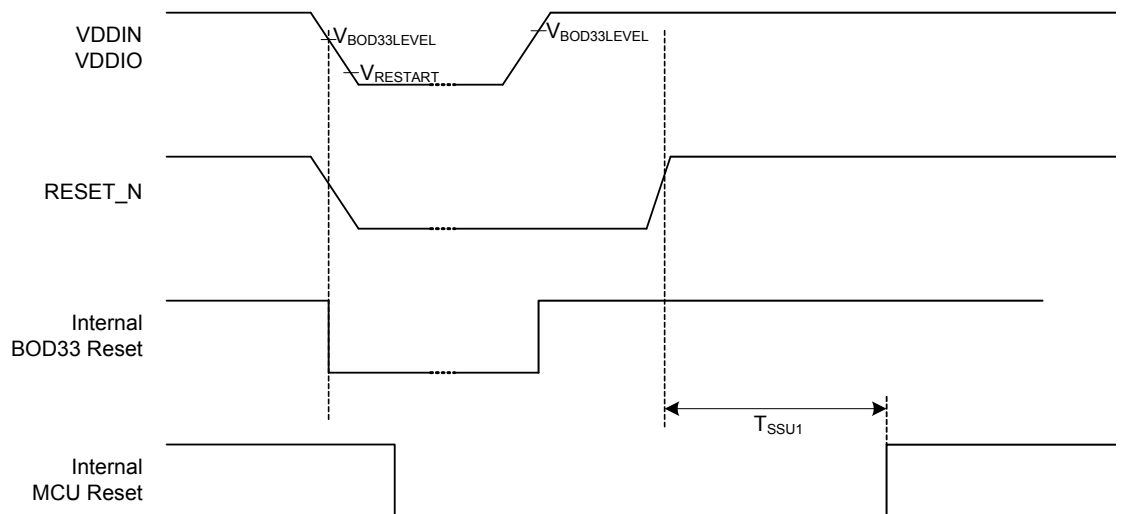 VDDIN
VDDIO
VBOD33LEVEL
VBOD33LEVEL
VRESTART
RESET_N
Internal
BOD33 Reset
TSSU1
Internal
MCU Reset